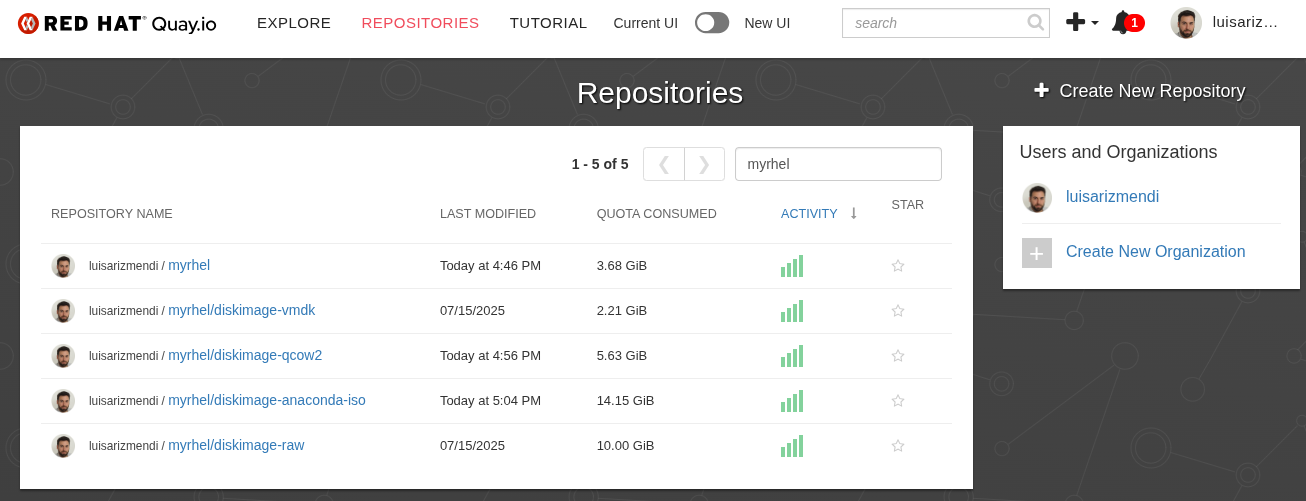 RED HAT® Quay.io EXPLORE REPOSITORIES TUTORIAL Current UI New UI search 1 luisariz...
Repositories
+ Create New Repository
1 - 5 of 5 ❮ ❯ myrhel
REPOSITORY NAME LAST MODIFIED QUOTA CONSUMED ACTIVITY ↓ STAR
luisarizmendi / myrhel Today at 4:46 PM 3.68 GiB
luisarizmendi / myrhel/diskimage-vmdk 07/15/2025 2.21 GiB
luisarizmendi / myrhel/diskimage-qcow2 Today at 4:56 PM 5.63 GiB
luisarizmendi / myrhel/diskimage-anaconda-iso Today at 5:04 PM 14.15 GiB
luisarizmendi / myrhel/diskimage-raw 07/15/2025 10.00 GiB
Users and Organizations
luisarizmendi
+ Create New Organization